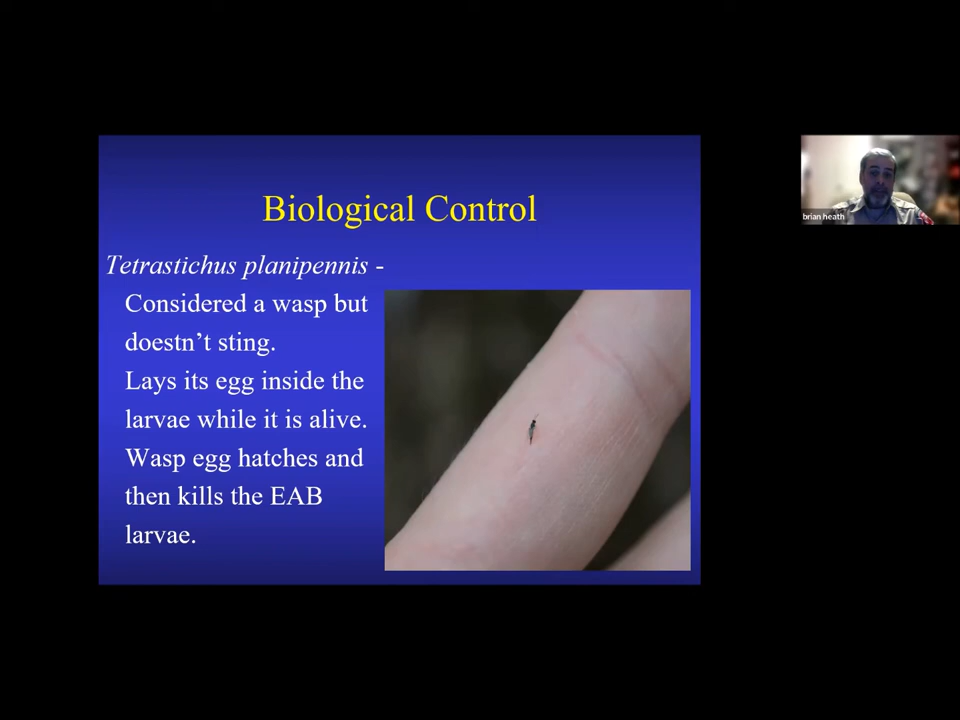 Biological Control
Tetrastichus planipennis -
Considered a wasp but
doestn’t sting.
Lays its egg inside the
larvae while it is alive.
Wasp egg hatches and
then kills the EAB
larvae.
brian heath